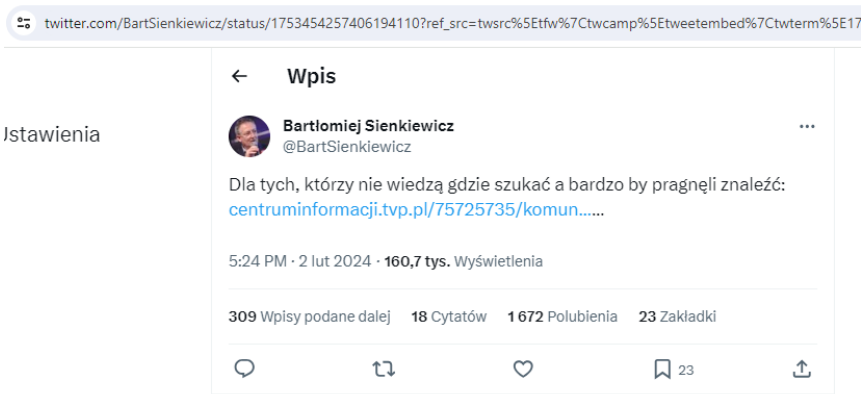 twitter.com/BartSienkiewicz/status/1753454257406194110?ref_src=twsrc%5Etfw%7Ctwcamp%5Etweetembed%7Ctwterm%5E17
Wpis
Ustawienia
Bartłomiej Sienkiewicz
@BartSienkiewicz
Dla tych, którzy nie wiedzą gdzie szukać a bardzo by pragnęli znaleźć:
centruminformacji.tvp.pl/75725735/komun......
5:24 PM · 2 lut 2024 · 160,7 tys. Wyświetlenia
309 Wpisy podane dalej 18 Cytatów 1 672 Polubienia 23 Zakładki
23